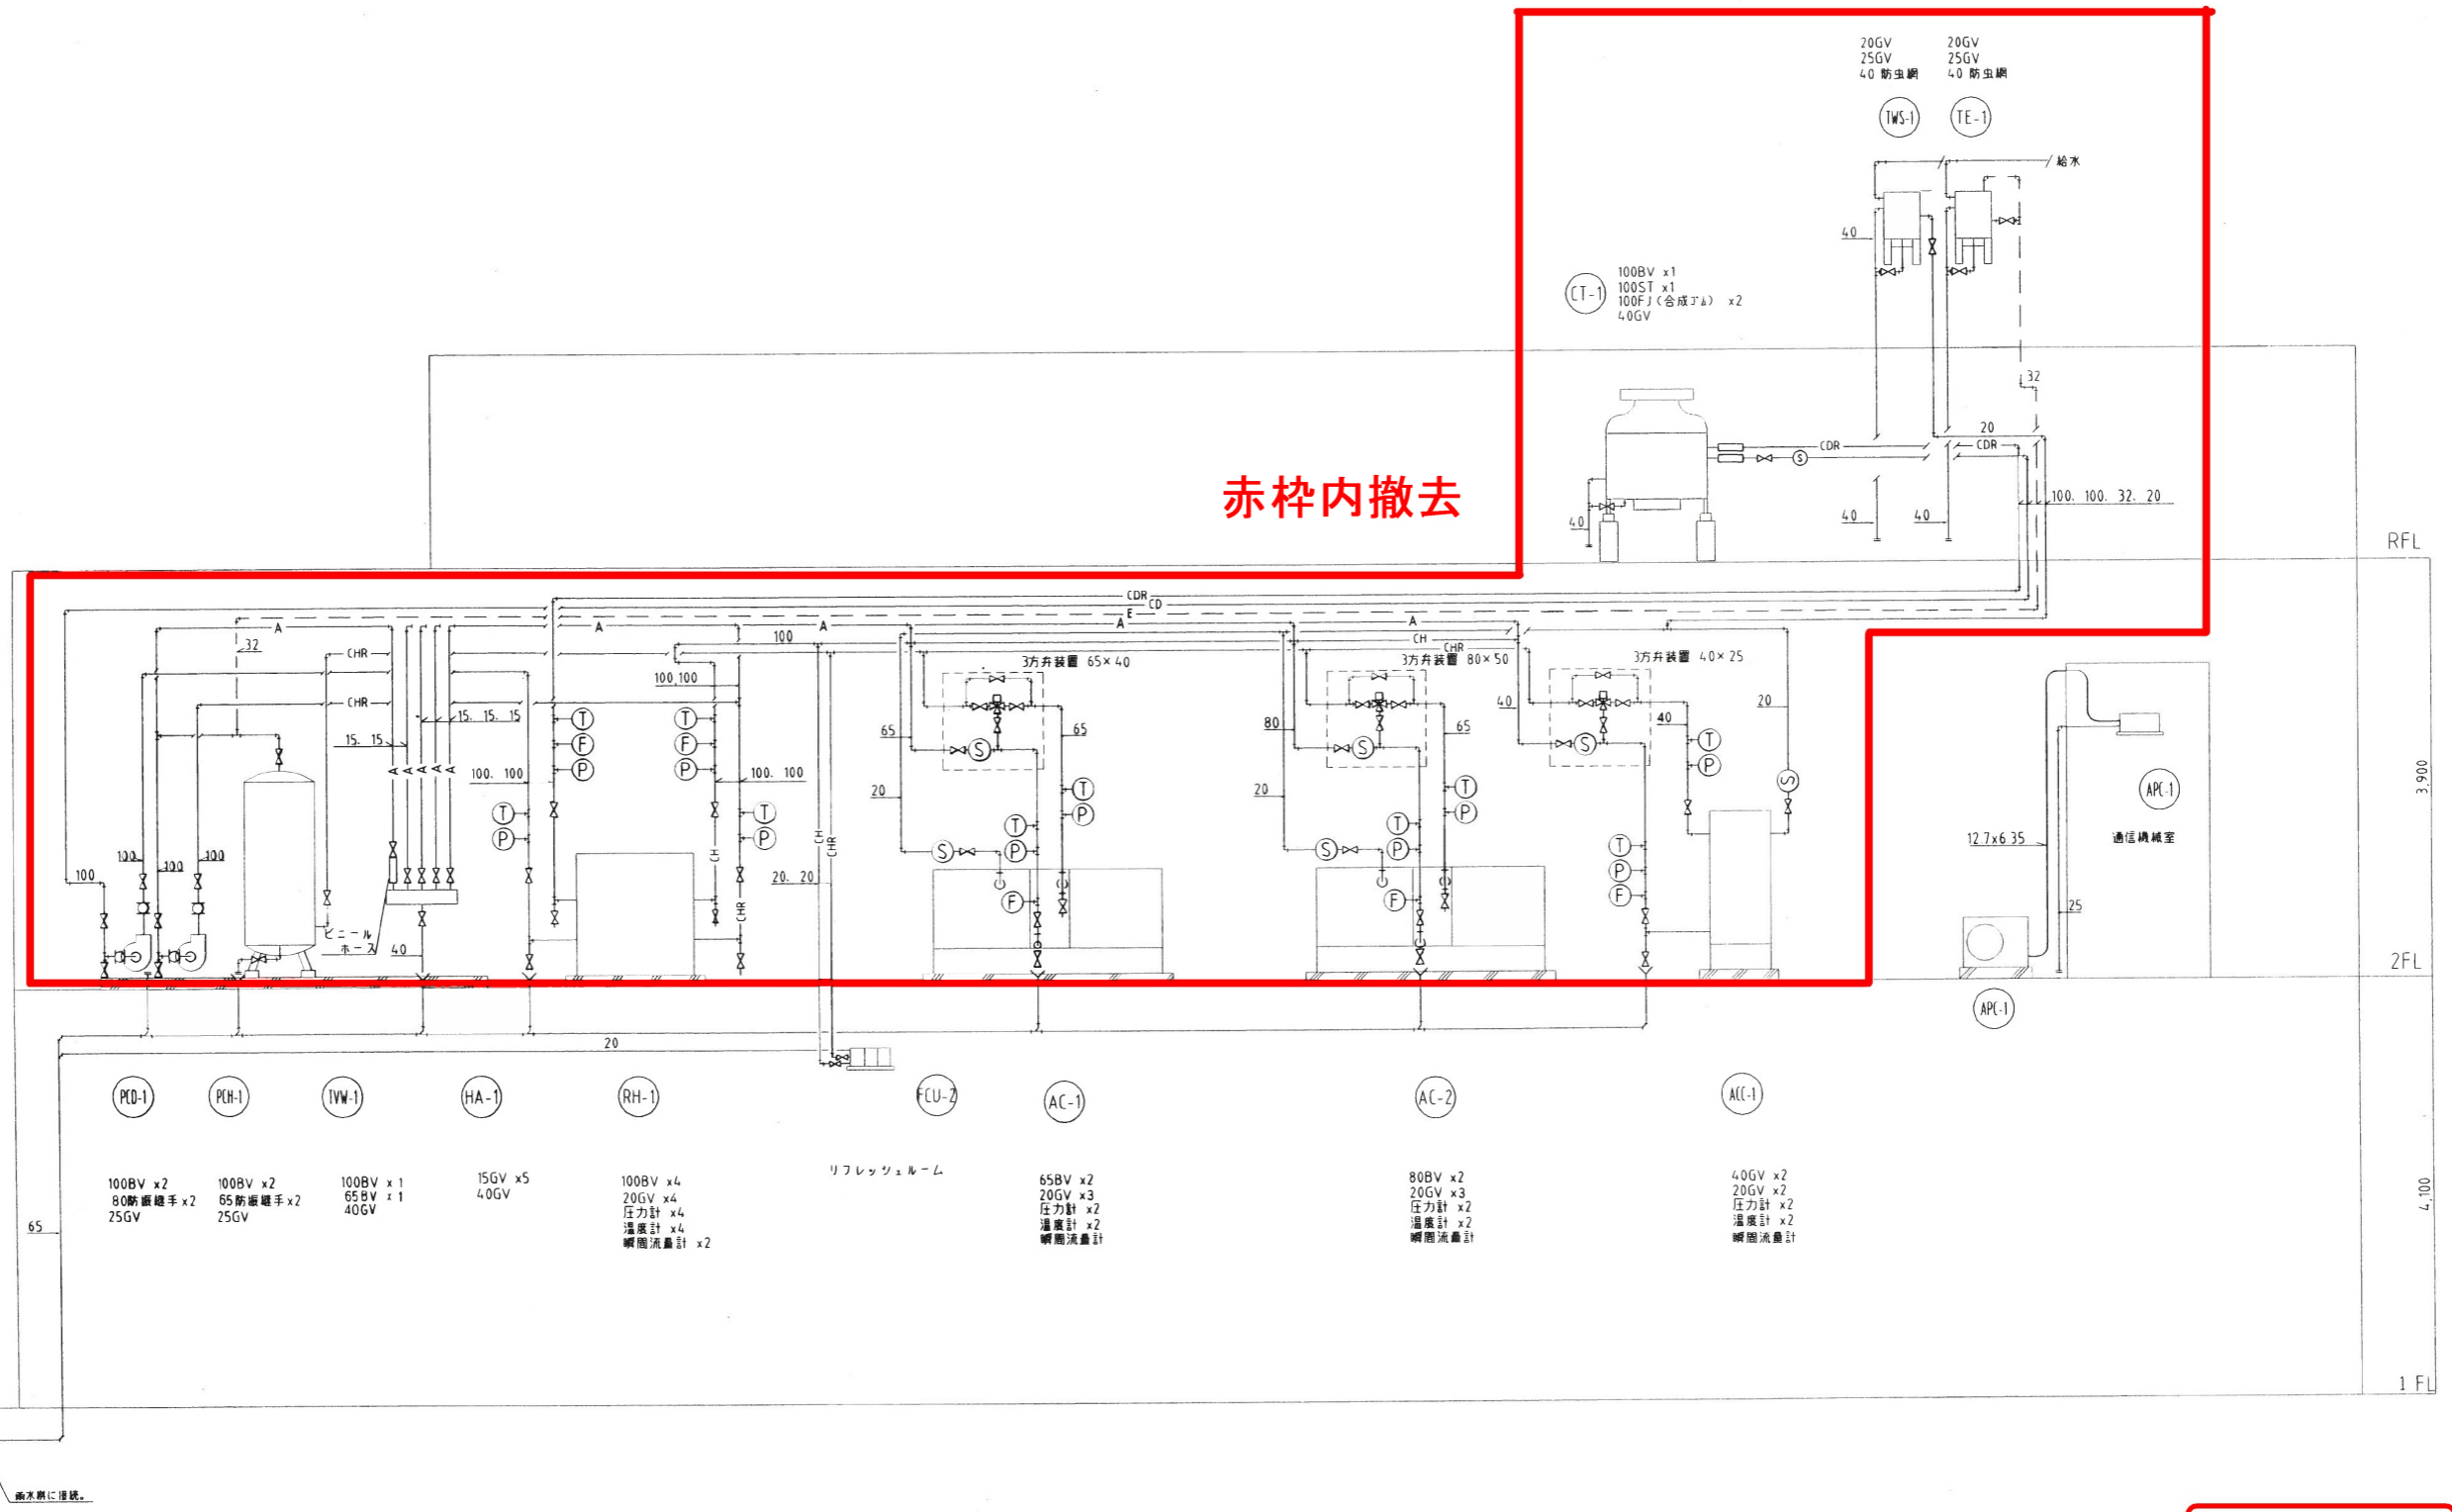 20GV
25GV
40 防虫網
20GV
25GV
40 防虫網
TWS-1
TE-1
給水
40
CT-1
100BV x1
100ST x1
100FJ(合成ゴム) x2
40GV
32
20
CDR
CDR
赤枠内撤去
100. 100. 32. 20
40
40
40
RFL
CDR
CD
E
A
A
A
A
A
100
CH
CHR
32
CHR
3方弁装置 65×40
3方弁装置 80×50
3方弁装置 40×25
100,100
CHR
15. 15. 15
15. 15
40
20
T
T
F
F
P
P
65
65
80
65
40
S
S
S
T
P
A
A
A
A
A
100. 100
100. 100
S
20
20
T
P
T
P
T
P
T
P
3,900
APC-1
T
P
T
P
通信機械室
12.7x6.35
CH
CHR
100
100
100
100
S
S
T
P
F
20. 20
F
F
CH
CHR
25
ビニール
ホース
40
2FL
APC-1
20
PCD-1
PCH-1
TVW-1
HA-1
RH-1
FCU-2
AC-1
AC-2
ACC-1
リフレッシュルーム
100BV x2
80防振継手x2
25GV
100BV x2
65防振継手x2
25GV
100BV x1
65BV x1
40GV
15GV x5
40GV
100BV x4
20GV x4
圧力計 x4
温度計 x4
瞬間流量計 x2
65BV x2
20GV x3
圧力計 x2
温度計 x2
瞬間流量計
80BV x2
20GV x3
圧力計 x2
温度計 x2
瞬間流量計
40GV x2
20GV x2
圧力計 x2
温度計 x2
瞬間流量計
65
4,100
1 FL
に接続。